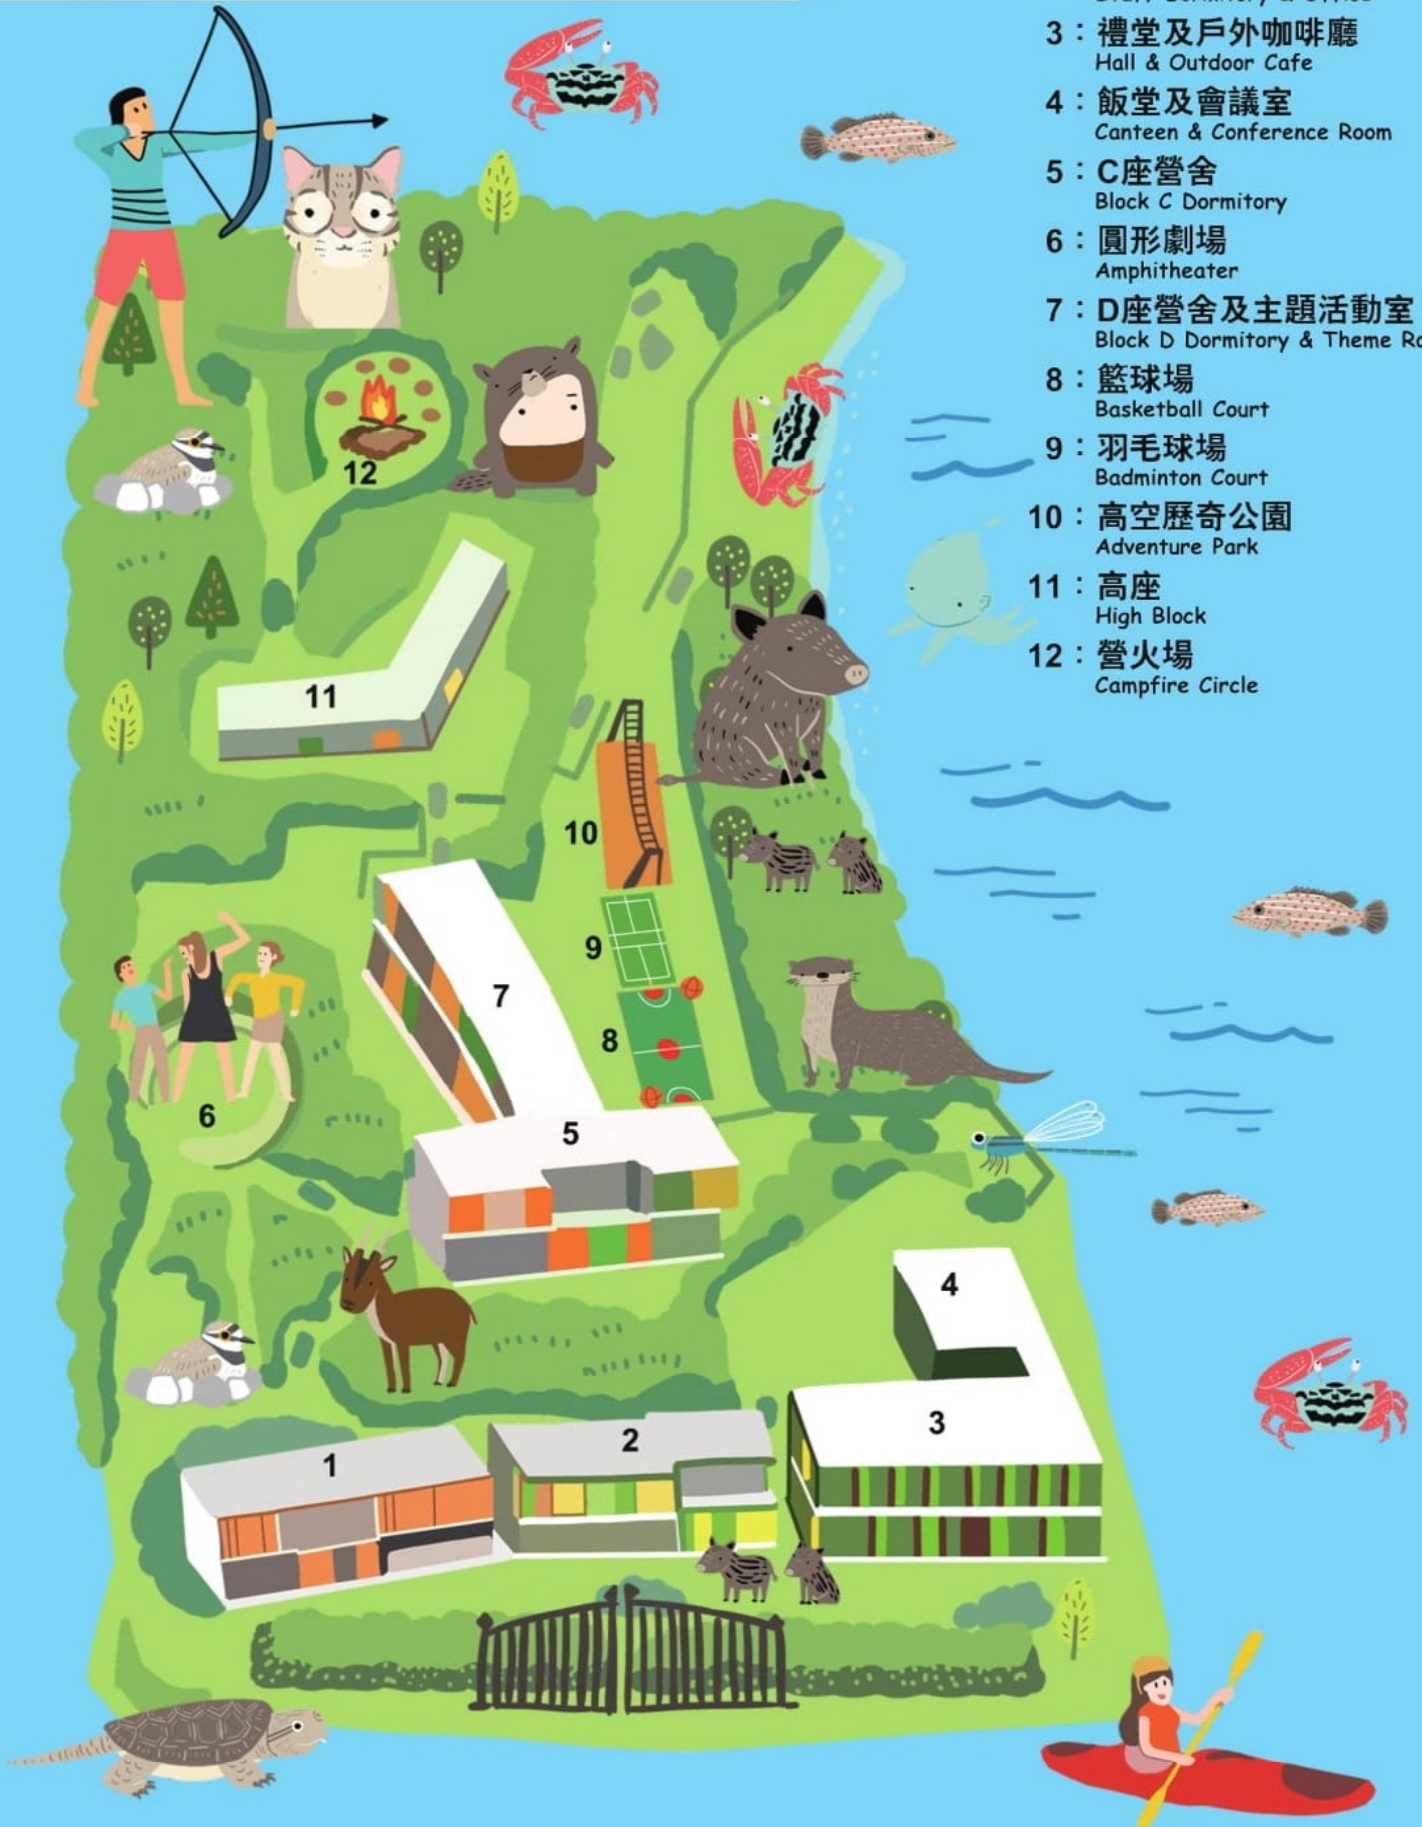 3：禮堂及戶外咖啡廳
Hall & Outdoor Cafe
4：飯堂及會議室
Canteen & Conference Room
5：C座營舍
Block C Dormitory
6：圓形劇場
Amphitheater
7：D座營舍及主題活動室
Block D Dormitory & Theme
8：籃球場
Basketball Court
9：羽毛球場
Badminton Court
10：高空歷奇公園
Adventure Park
11：高座
High Block
12：營火場
Campfire Circle
12
11
10
9
7
8
6
5
4
3
2
1